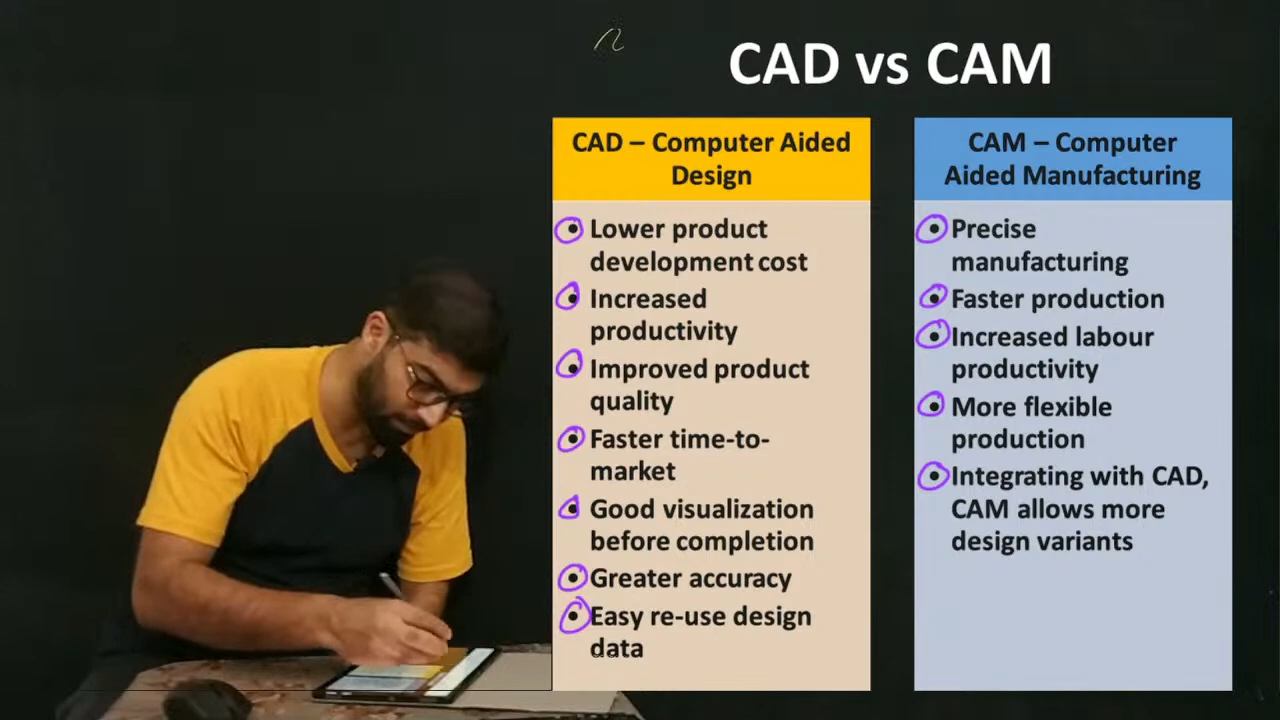 CAD vs CAM
CAD – Computer Aided
Design
• Lower product
development cost
• Increased
productivity
• Improved product
quality
• Faster time-to-
market
• Good visualization
before completion
• Greater accuracy
• Easy re-use design
data
CAM – Computer
Aided Manufacturing
• Precise
manufacturing
• Faster production
• Increased labour
productivity
• More flexible
production
• Integrating with CAD,
CAM allows more
design variants